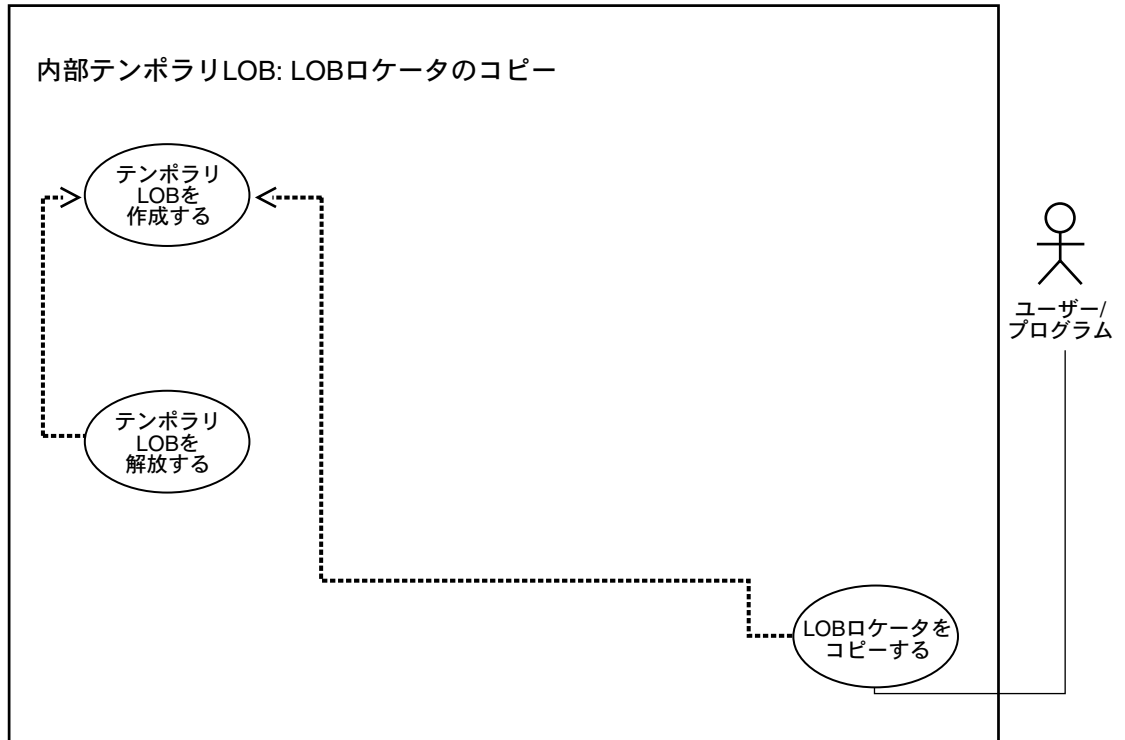 内部テンポラリLOB: LOBロケータのコピー
テンポラリ
LOBを
作成する
ユーザー/
プログラム
テンポラリ
LOBを
解放する
LOBロケータを
コピーする